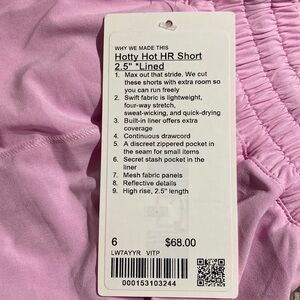 WHY WE MADE THIS
Hotty Hot HR Short
2.5" *Lined
1. Max out that stride. We cut
these shorts with extra room so
you can run freely
2. Swift fabric is lightweight,
four-way stretch,
sweat-wicking, and quick-drying
3. Built-in liner offers extra
coverage
4. Continuous drawcord
5. A discreet zippered pocket in
the seam for small items
6. Secret stash pocket in the
liner
7. Mesh fabric panels
8. Reflective details
9. High rise, 2.5" length
6 $68.00
LW7AYYR VITP
000153103244